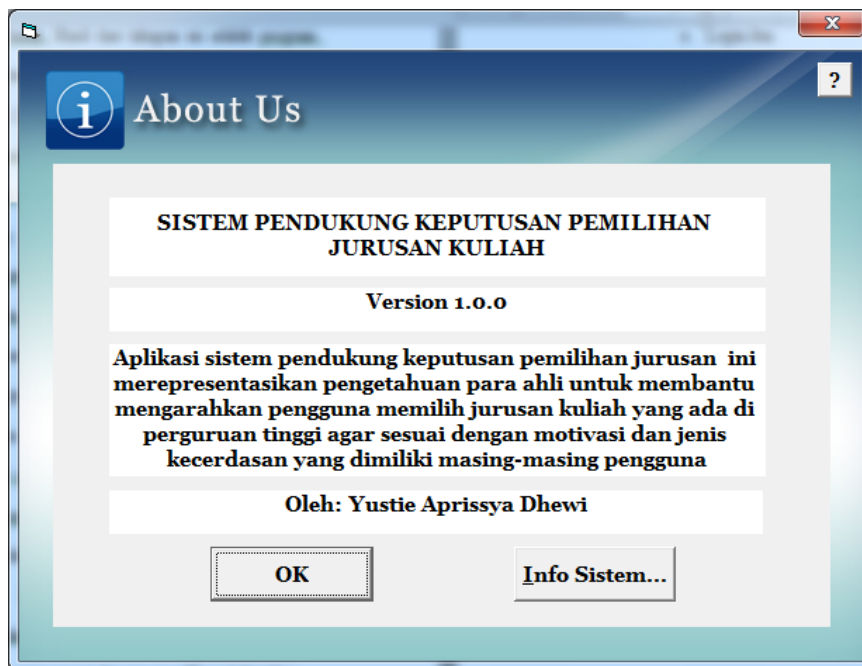 ?
About Us
SISTEM PENDUKUNG KEPUTUSAN PEMILIHAN
JURUSAN KULIAH
Version 1.0.0
Aplikasi sistem pendukung keputusan pemilihan jurusan ini
merepresentasikan pengetahuan para ahli untuk membantu
mengarahkan pengguna memilih jurusan kuliah yang ada di
perguruan tinggi agar sesuai dengan motivasi dan jenis
kecerdasan yang dimiliki masing-masing pengguna
Oleh: Yustie Aprissya Dhewi
OK
Info Sistem...